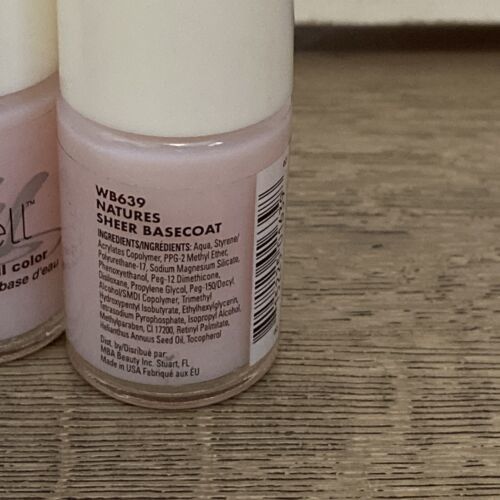 ell™
l color
base d'eau
WB639
NATURES
SHEER BASECOAT
INGREDIENTS/INGRÉDIENTS: Aqua, Styrene/
Acrylates Copolymer, PPG-2 Methyl Ether,
Polyurethane-17, Sodium Magnesium Silicate,
Phenoxyethanol, Peg-12 Dimethicone,
Dioloxane, Propylene Glycol, Peg-150/Decyl
Alcohol/SMDI Copolymer, Trimethyl
Hydroxypentyl Isobutyrate, Ethylhexylglycerin,
Tetrasodium Pyrophosphate, Isopropyl Alcohol,
Methylparaben, CI 17200, Retinyl Palmitate,
Helianthus Annuus Seed Oil, Tocopherol
Dist. by/Distribué par:
MBA Beauty Inc. Stuart, FL
Made in USA Fabriqué aux ÉU